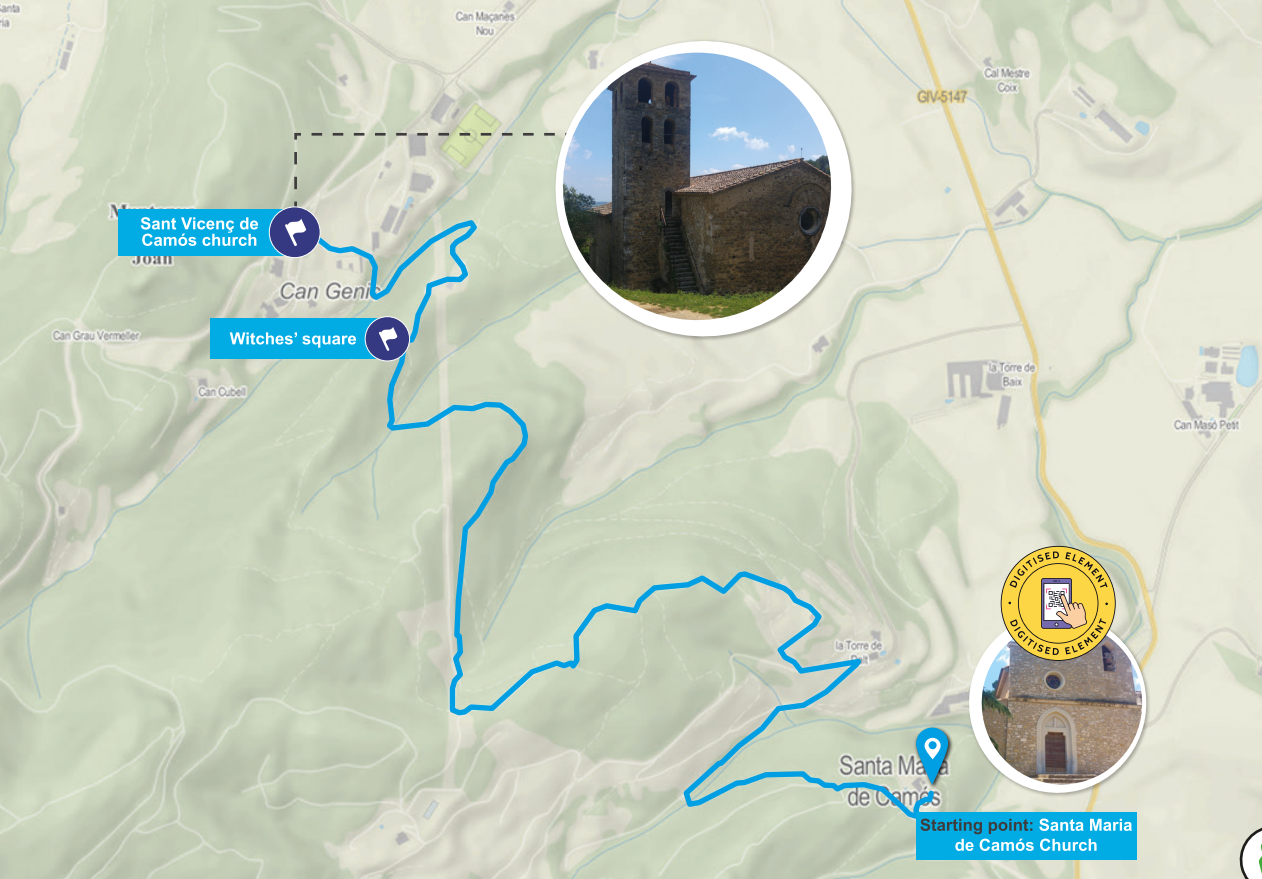 Can Maçanès
Nou
Cal Mestre
Coix
GIV-5147
Sant Vicenç de
Camós church
Joan
Can Genis
Witches' square
Can Grau Vermeller
Can Cubell
la Torre de
Baix
Can Masó Petit
DIGITISED ELEMENT
DIGITISED ELEMENT
la Torre de
Santa Maria
de Camós
Starting point: Santa Maria
de Camós Church